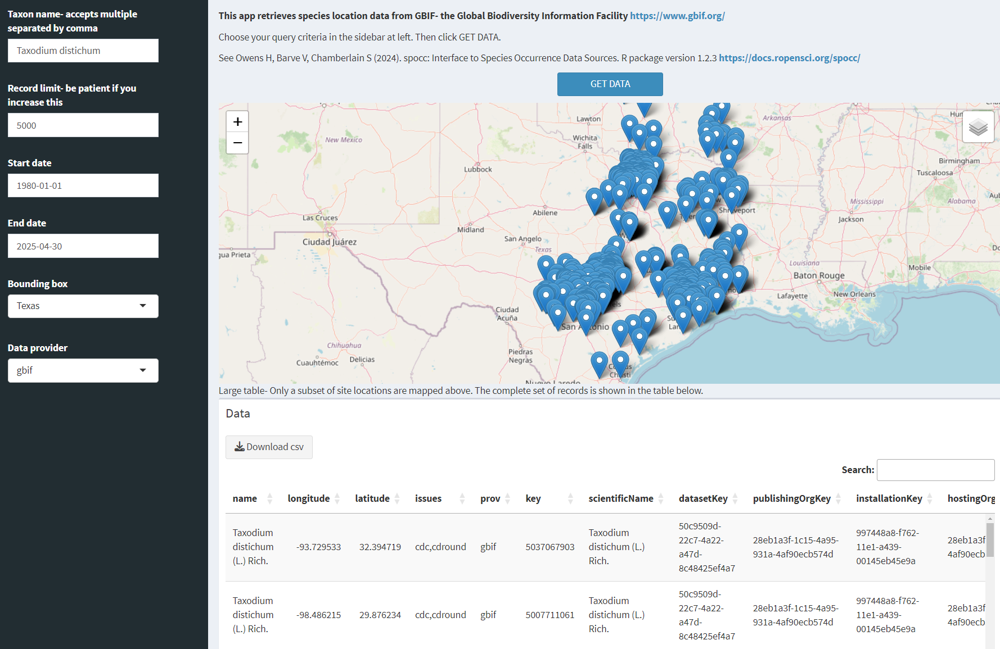 Taxon name- accepts multiple
separated by comma
Taxodium distichum
Record limit- be patient if you
increase this
5000
Start date
1980-01-01
End date
2025-04-30
Bounding box
Texas
Data provider
gbif
This app retrieves species location data from GBIF- the Global Biodiversity Information Facility https://www.gbif.org/
Choose your query criteria in the sidebar at left. Then click GET DATA.
See Owens H, Barve V, Chamberlain S (2024). spocc: Interface to Species Occurrence Data Sources. R package version 1.2.3 https://docs.ropensci.org/spocc/
GET DATA
+
−
Lawton
Arkansas
New Mexico
Wichita
Falls
Birmingham
Lubbock
Tuscaloosa
Mississippi
Alabama
Las Cruces
Abilene
Shreveport
Jackson
Midland
Ciudad Juárez
San Angelo
Texas
gua Prieta
Louisiana
Mobile
Baton Rouge
Lafayette
New Orleans
Ciudad
Acuña
San Antonio
Chihuahua
Piedras
Negras
Cuauhtémoc
Delicias
Corpus
Christi
Nuevo Laredo
Large table- Only a subset of site locations are mapped above. The complete set of records is shown in the table below.
Data
Download csv
Search:
name longitude latitude issues prov key scientificName datasetKey publishingOrgKey installationKey hostingOrg
Taxodium
distichum
(L.) Rich.
-93.729533
32.394719
cdc,cdround
gbif
5037067903
Taxodium
distichum (L.)
Rich.
50c9509d-
22c7-4a22-
a47d-
8c48425ef4a7
28eb1a3f-1c15-4a95-
931a-4af90ecb574d
997448a8-f762-
11e1-a439-
00145eb45e9a
28eb1a3f
4af90ecb
Taxodium
distichum
(L.) Rich.
-98.486215
29.876234
cdc,cdround
gbif
5007711061
Taxodium
distichum (L.)
Rich.
50c9509d-
22c7-4a22-
a47d-
8c48425ef4a7
28eb1a3f-1c15-4a95-
931a-4af90ecb574d
997448a8-f762-
11e1-a439-
00145eb45e9a
28eb1a3f
4af90ecb